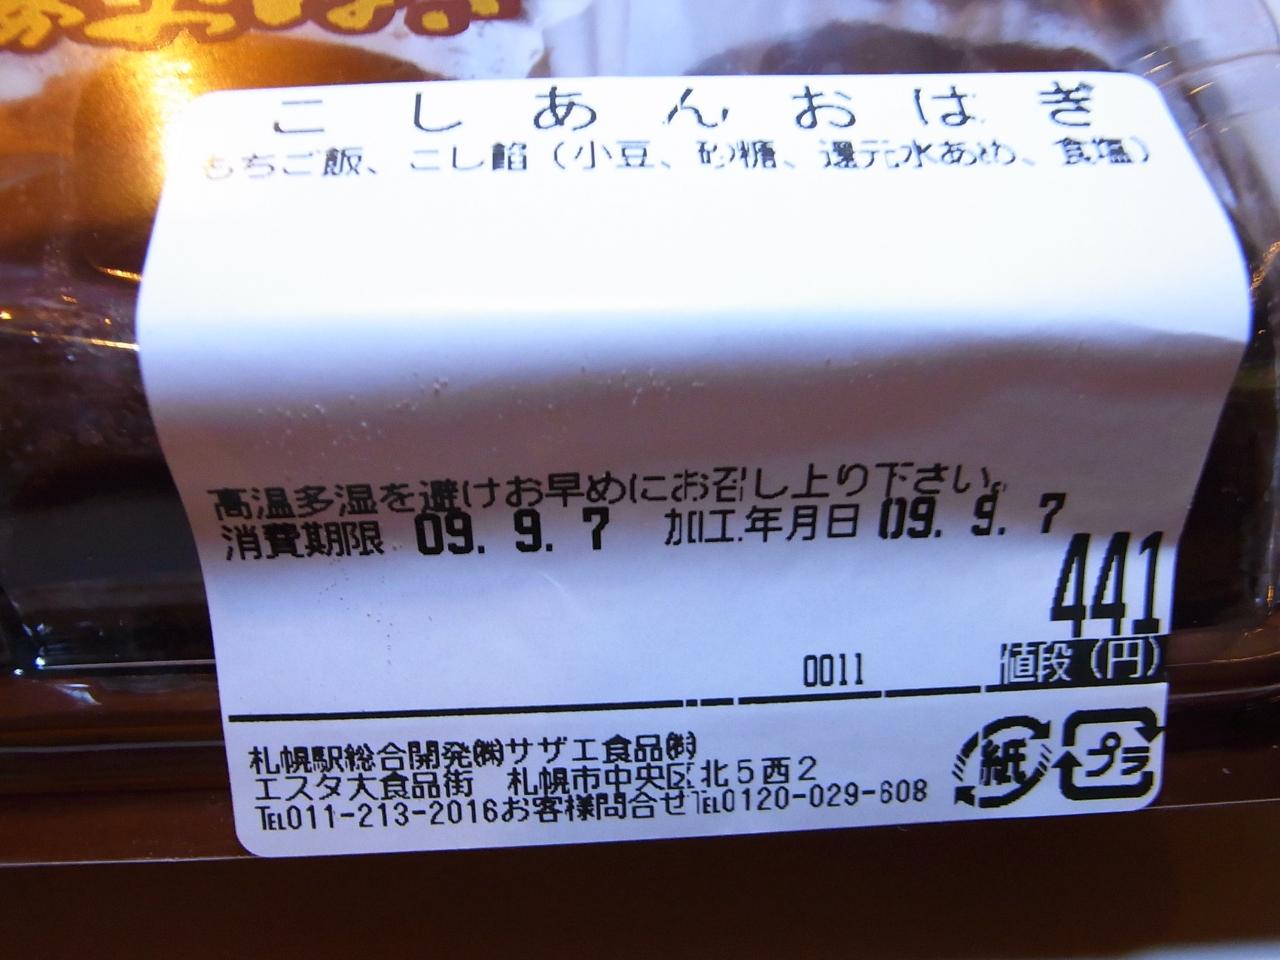 こしあんおはぎ
もちご飯、こし餡（小豆、砂糖、還元水あめ、食塩）
高温多湿を避けお早めにお召し上り下さい。
消費期限 09. 9. 7 加工年月日 09. 9. 7
441
0011 値段（円）
札幌駅総合開発㈱サザエ食品㈱
エスタ大食品街 札幌市中央区北5西2
℡011-213-2016お客様問合せ℡0120-029-608
紙 プラ